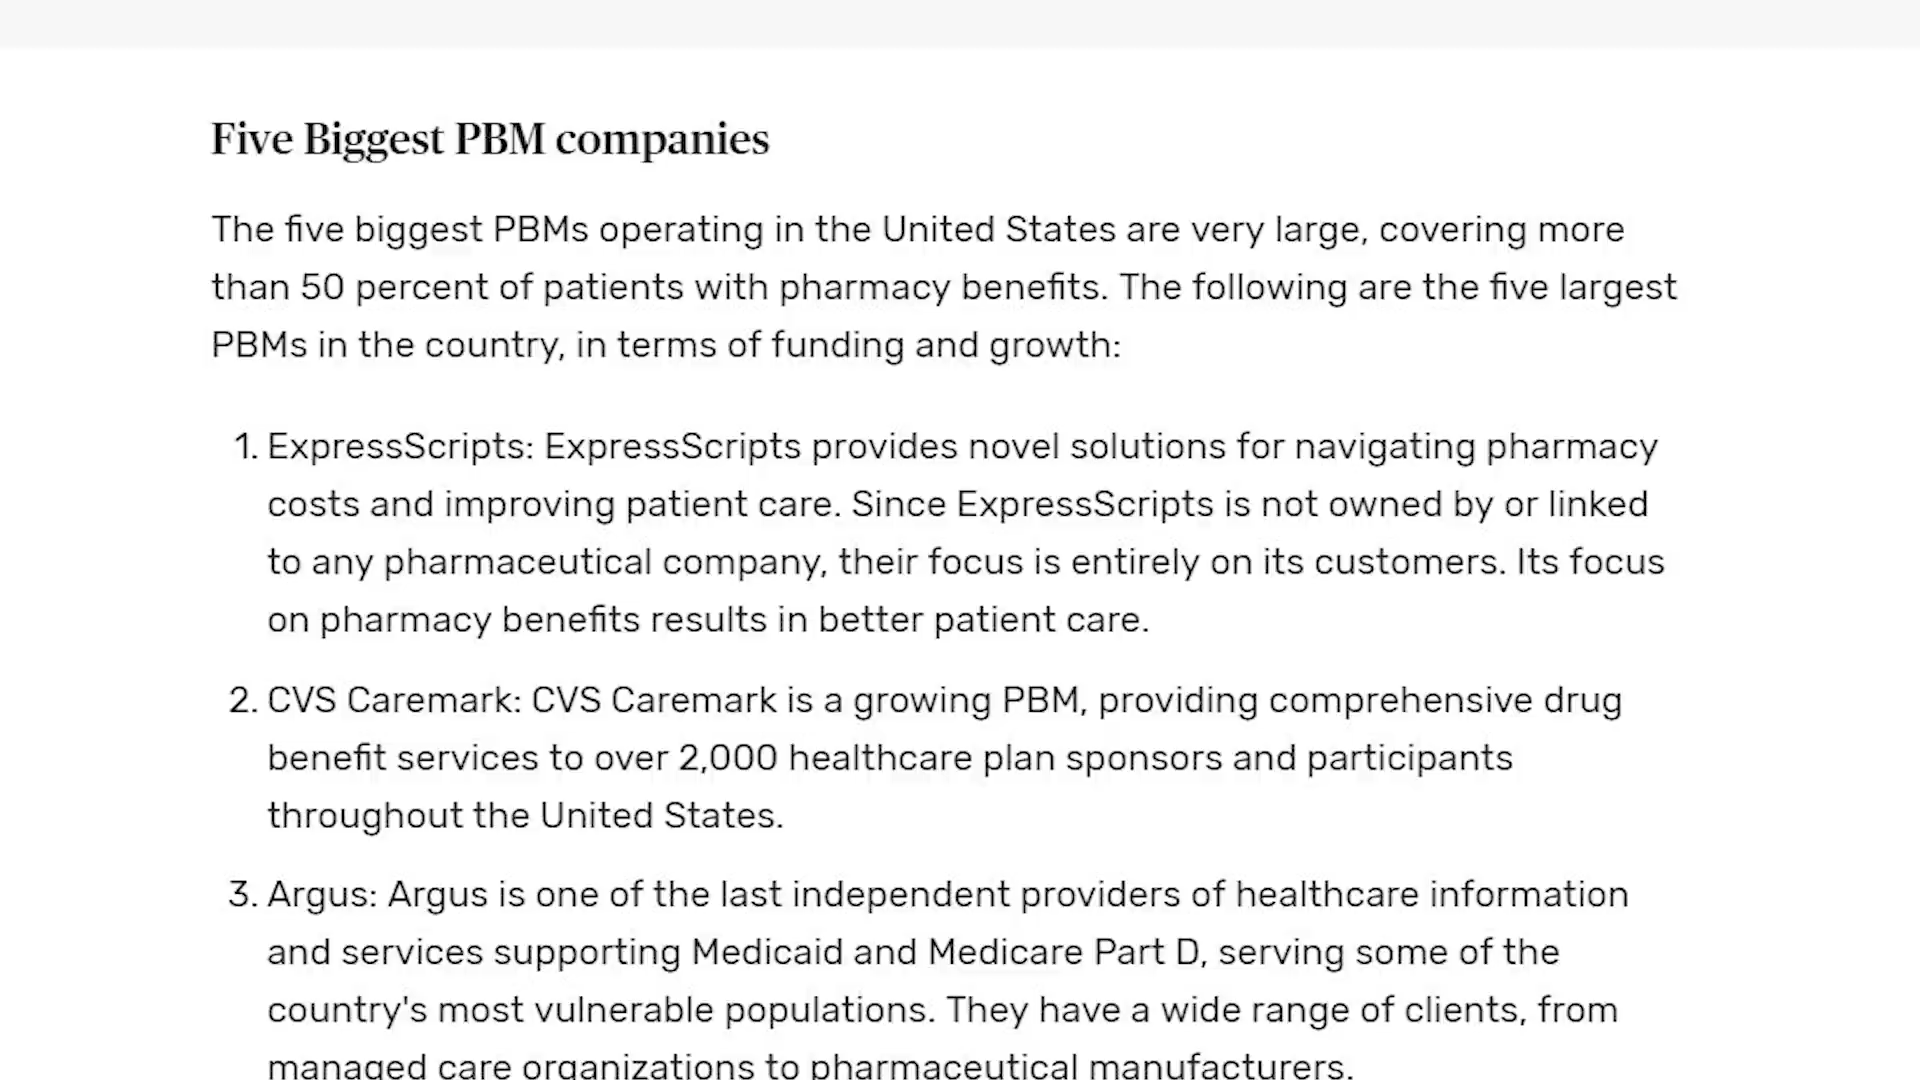 Five Biggest PBM companies
The five biggest PBMs operating in the United States are very large, covering more
than 50 percent of patients with pharmacy benefits. The following are the five largest
PBMs in the country, in terms of funding and growth:
1. ExpressScripts: ExpressScripts provides novel solutions for navigating pharmacy
costs and improving patient care. Since ExpressScripts is not owned by or linked
to any pharmaceutical company, their focus is entirely on its customers. Its focus
on pharmacy benefits results in better patient care.
2. CVS Caremark: CVS Caremark is a growing PBM, providing comprehensive drug
benefit services to over 2,000 healthcare plan sponsors and participants
throughout the United States.
3. Argus: Argus is one of the last independent providers of healthcare information
and services supporting Medicaid and Medicare Part D, serving some of the
country's most vulnerable populations. They have a wide range of clients, from
managed care organizations to pharmaceutical manufacturers.